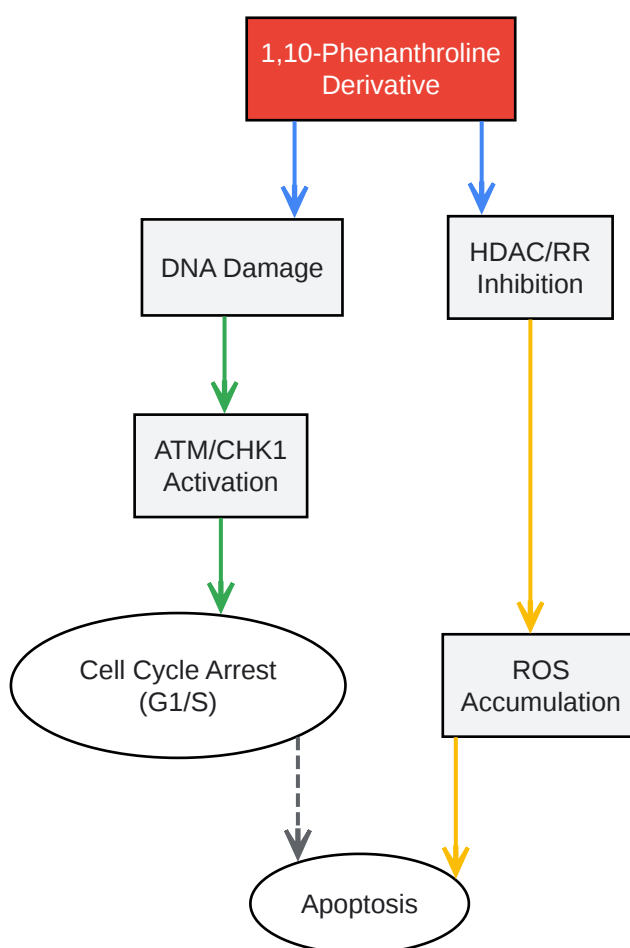 1,10-Phenanthroline
Derivative
DNA Damage
HDAC/RR
Inhibition
ATM/CHK1
Activation
Cell Cycle Arrest
(G1/S)
ROS
Accumulation
Apoptosis